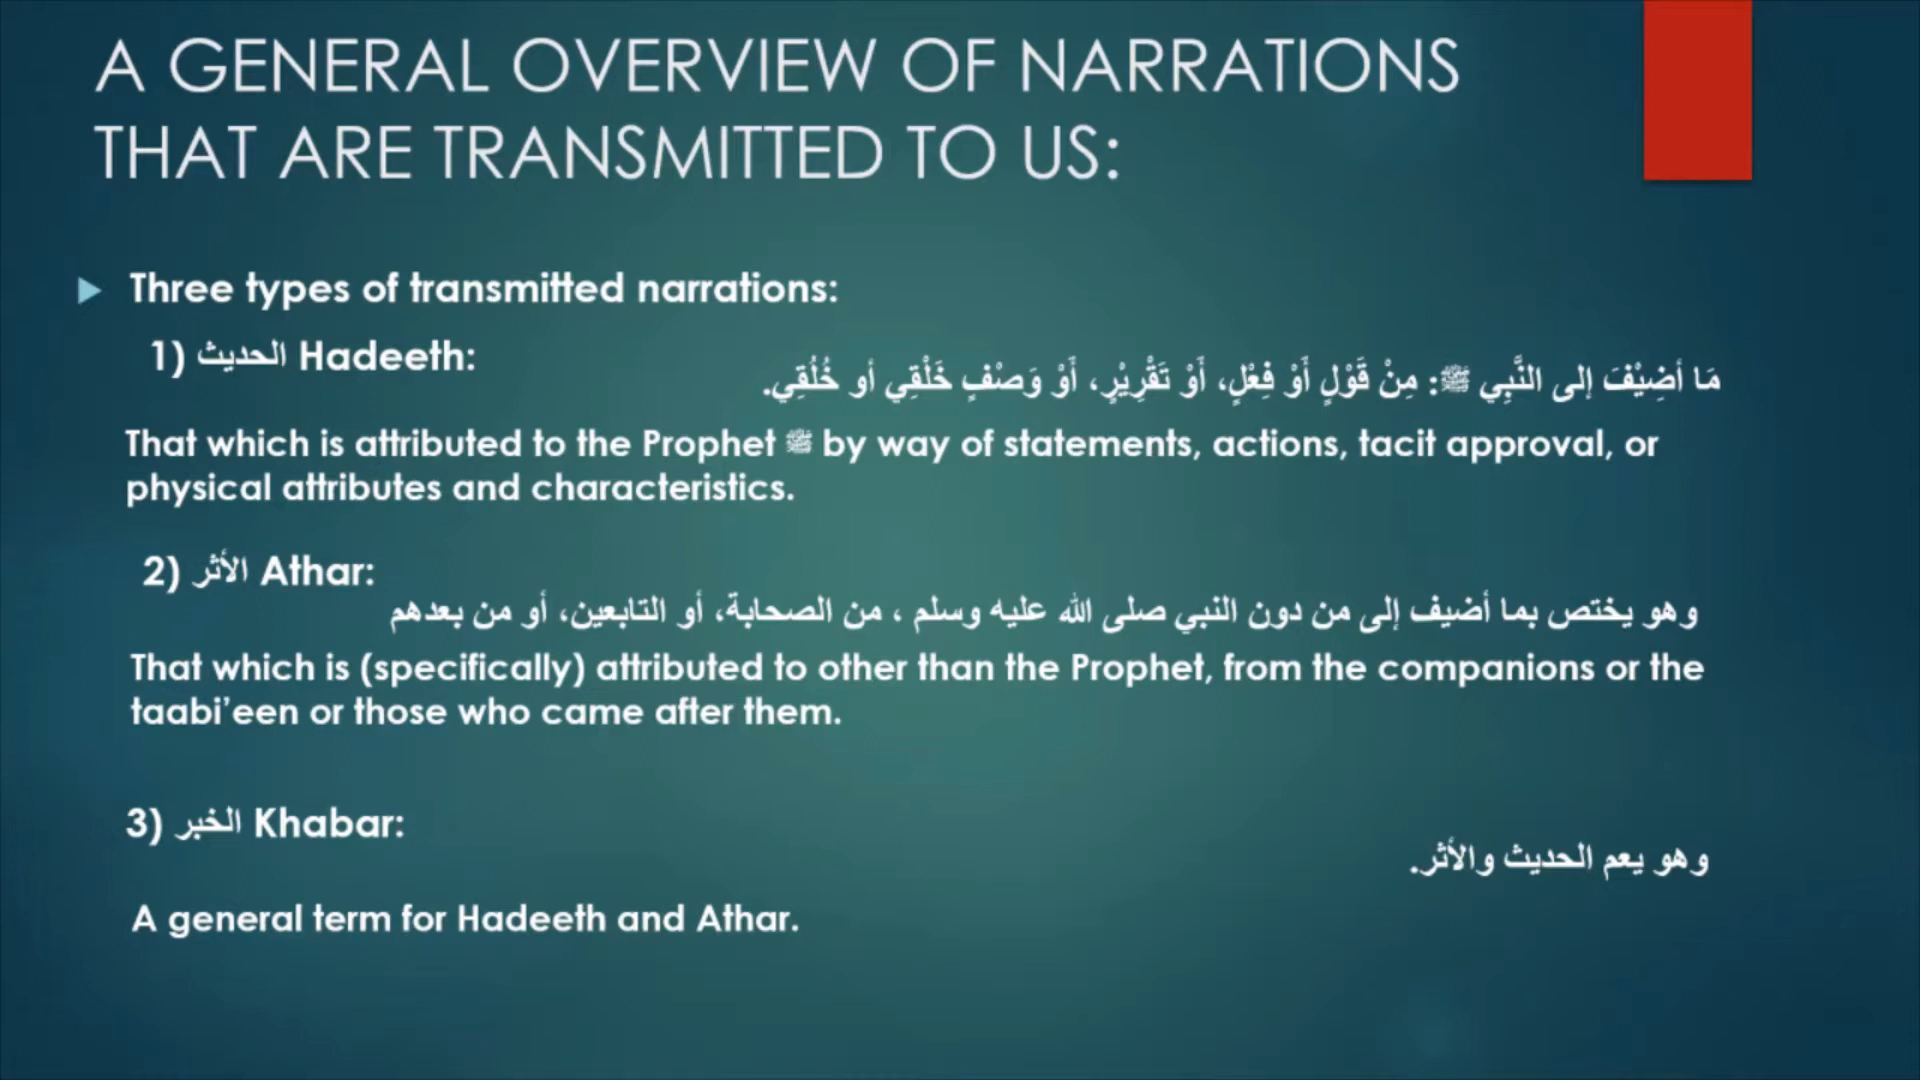 A GENERAL OVERVIEW OF NARRATIONS
THAT ARE TRANSMITTED TO US:
Three types of transmitted narrations:
1) الحديث Hadeeth:
مَا أضِيْفَ إلى النَّبِي ﷺ: مِنْ قَوْلٍ أَوْ فِعْلٍ، أَوْ تَقْرِيْرٍ، أَوْ وَصْفٍ خَلْقِي أو خُلُقِي.
That which is attributed to the Prophet ﷺ by way of statements, actions, tacit approval, or
physical attributes and characteristics.
2) الأثر Athar:
وهو يختص بما أضيف إلى من دون النبي صلى الله عليه وسلم ، من الصحابة، أو التابعين، أو من بعدهم
That which is (specifically) attributed to other than the Prophet, from the companions or the
taabi’een or those who came after them.
3) الخبر Khabar:
وهو يعم الحديث والأثر.
A general term for Hadeeth and Athar.